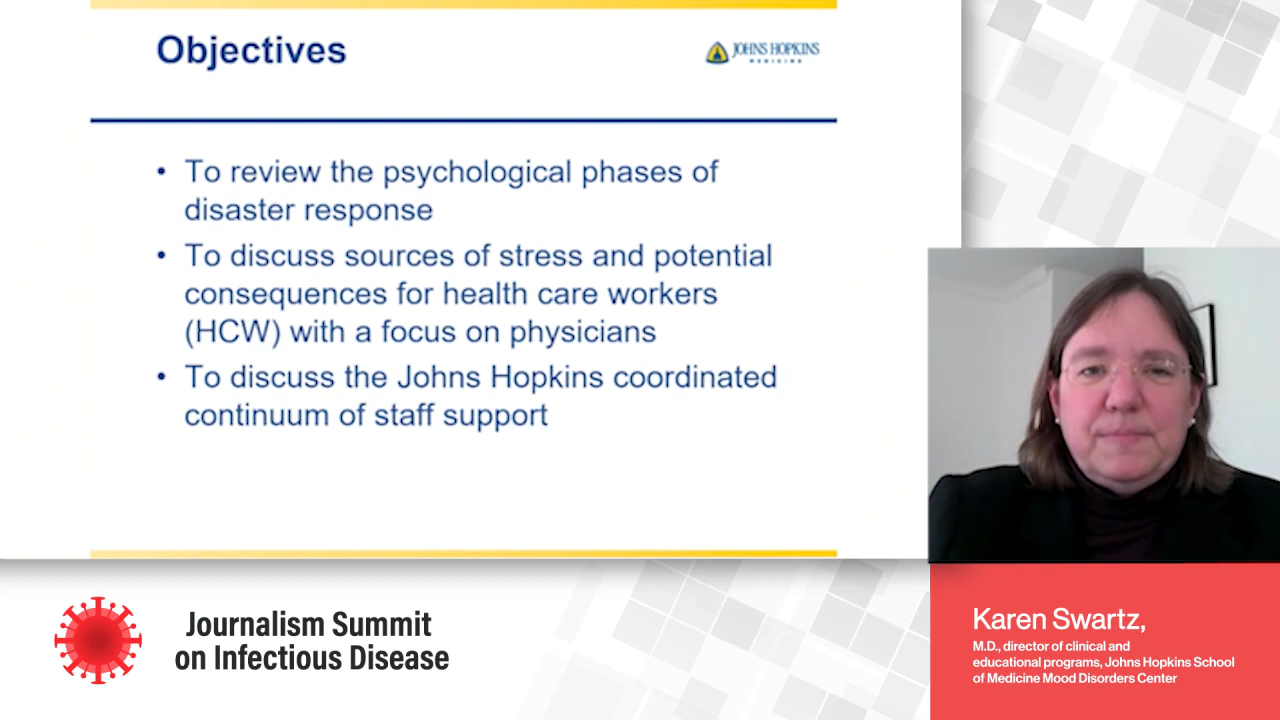 Objectives
JOHNS HOPKINS
MEDICINE
• To review the psychological phases of
disaster response
• To discuss sources of stress and potential
consequences for health care workers
(HCW) with a focus on physicians
• To discuss the Johns Hopkins coordinated
continuum of staff support
Journalism Summit
on Infectious Disease
Karen Swartz,
M.D., director of clinical and
educational programs, Johns Hopkins School
of Medicine Mood Disorders Center